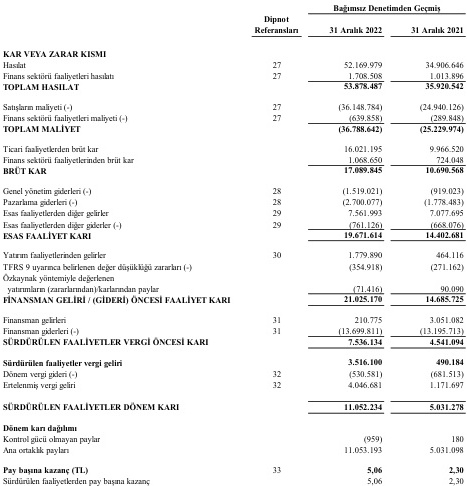 Bağımsız Denetimden Geçmiş
Dipnot
Referansları 31 Aralık 2022 31 Aralık 2021
KAR VEYA ZARAR KISMI
Hasılat 27 52.169.979 34.906.646
Finans sektörü faaliyetleri hasılatı 27 1.708.508 1.013.896
TOPLAM HASILAT 53.878.487 35.920.542
Satışların maliyeti (-) 27 (36.148.784) (24.940.126)
Finans sektörü faaliyetleri maliyeti (-) 27 (639.858) (289.848)
TOPLAM MALİYET (36.788.642) (25.229.974)
Ticari faaliyetlerden brüt kar 16.021.195 9.966.520
Finans sektörü faaliyetlerinden brüt kar 1.068.650 724.048
BRÜT KAR 17.089.845 10.690.568
Genel yönetim giderleri (-) 28 (1.519.021) (919.023)
Pazarlama giderleri (-) 28 (2.700.077) (1.778.483)
Esas faaliyetlerden diğer gelirler 29 7.561.993 7.077.695
Esas faaliyetlerden diğer giderler (-) 29 (761.126) (668.076)
ESAS FAALİYET KARI 19.671.614 14.402.681
Yatırım faaliyetlerinden gelirler 30 1.779.890 464.116
TFRS 9 uyarınca belirlenen değer düşüklüğü zararları (-) (354.918) (271.162)
Özkaynak yöntemiyle değerlenen
yatırımların (zararlarından)/karlarından paylar (71.416) 90.090
FİNANSMAN GELİRİ / (GİDERİ) ÖNCESİ FAALİYET KARI 21.025.170 14.685.725
Finansman gelirleri 31 210.775 3.051.082
Finansman giderleri (-) 31 (13.699.811) (13.195.713)
SÜRDÜRÜLEN FAALİYETLER VERGİ ÖNCESİ KARI 7.536.134 4.541.094
Sürdürülen faaliyetler vergi geliri 3.516.100 490.184
Dönem vergi gideri (-) 32 (530.581) (681.513)
Ertelenmiş vergi geliri 32 4.046.681 1.171.697
SÜRDÜRÜLEN FAALİYETLER DÖNEM KARI 11.052.234 5.031.278
Dönem karı dağılımı
Kontrol gücü olmayan paylar (959) 180
Ana ortaklık payları 11.053.193 5.031.098
Pay başına kazanç (TL) 33 5,06 2,30
Sürdürülen faaliyetlerden pay başına kazanç 5,06 2,30